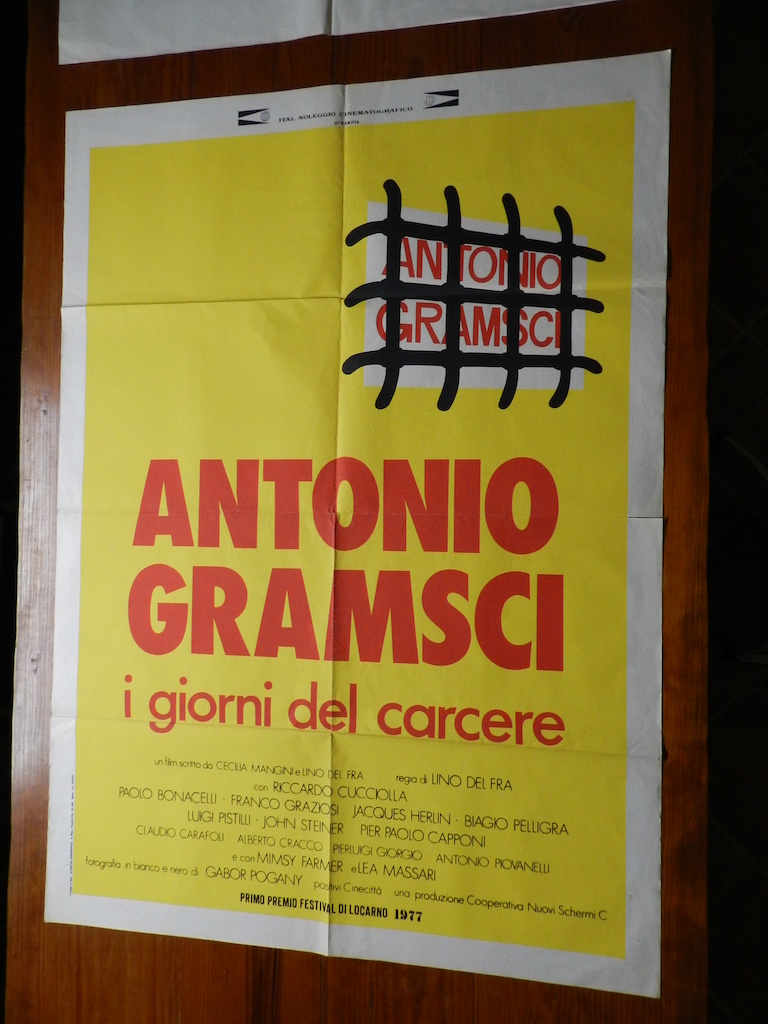 ITAL NOLEGGIO CINEMATOGRAFICO
presenta
ANTONIO
GRAMSCI
ANTONIO
GRAMSCI
i giorni del carcere
un film scritto da CECILIA MANGINI e LINO DEL FRA regia di LINO DEL FRA
con RICCARDO CUCCIOLLA
PAOLO BONACELLI · FRANCO GRAZIOSI JACQUES HERLIN · BIAGIO PELLIGRA
LUIGI PISTILLI · JOHN STEINER PIER PAOLO CAPPONI
CLAUDIO CARAFOLI ALBERTO CRACCO PIERLUIGI GIORGIO ANTONIO PIOVANELLI
e con MIMSY FARMER e LEA MASSARI
fotografia in bianco e nero di GABOR POGANY positivi Cinecittà una produzione Cooperativa Nuovi Schermi C
PRIMO PREMIO FESTIVAL DI LOCARNO 1977